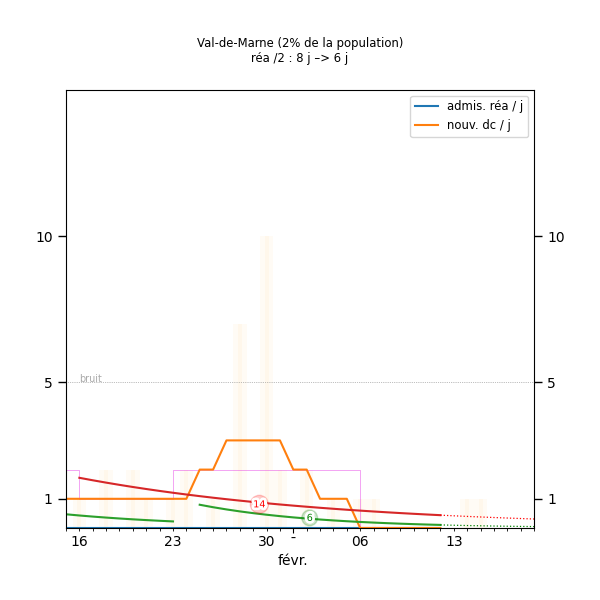 Val-de-Marne (2% de la population)
réa /2 : 8 j –> 6 j
admis. réa / j
nouv. dc / j
10 10
bruit
5 5
14
1 1
6
16 23 30 - 06 13
févr.